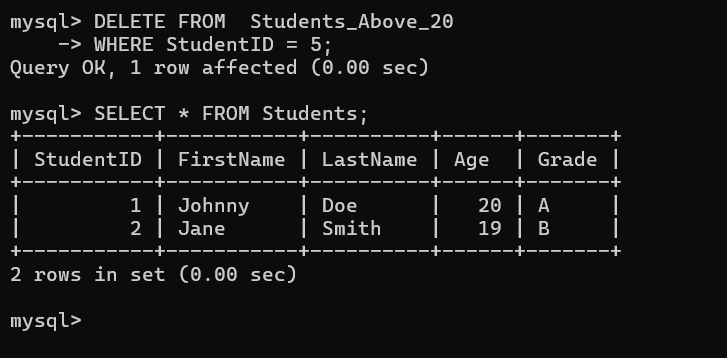 mysql> DELETE FROM  Students_Above_20
    -> WHERE StudentID = 5;
Query OK, 1 row affected (0.00 sec)

mysql> SELECT * FROM Students;
+-----------+-----------+----------+------+-------+
| StudentID | FirstName | LastName | Age  | Grade |
+-----------+-----------+----------+------+-------+
|         1 | Johnny    | Doe      |   20 | A     |
|         2 | Jane      | Smith    |   19 | B     |
+-----------+-----------+----------+------+-------+
2 rows in set (0.00 sec)

mysql>